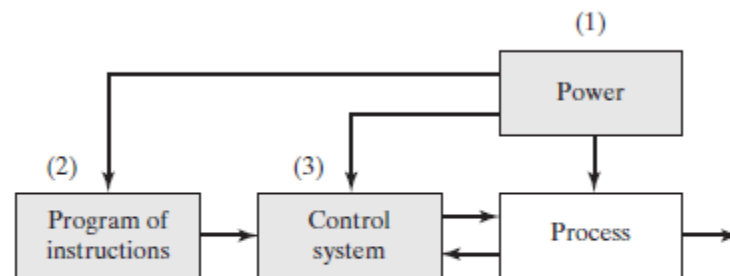 (1)
Power
(2)
(3)
Program of
instructions
Control
system
Process